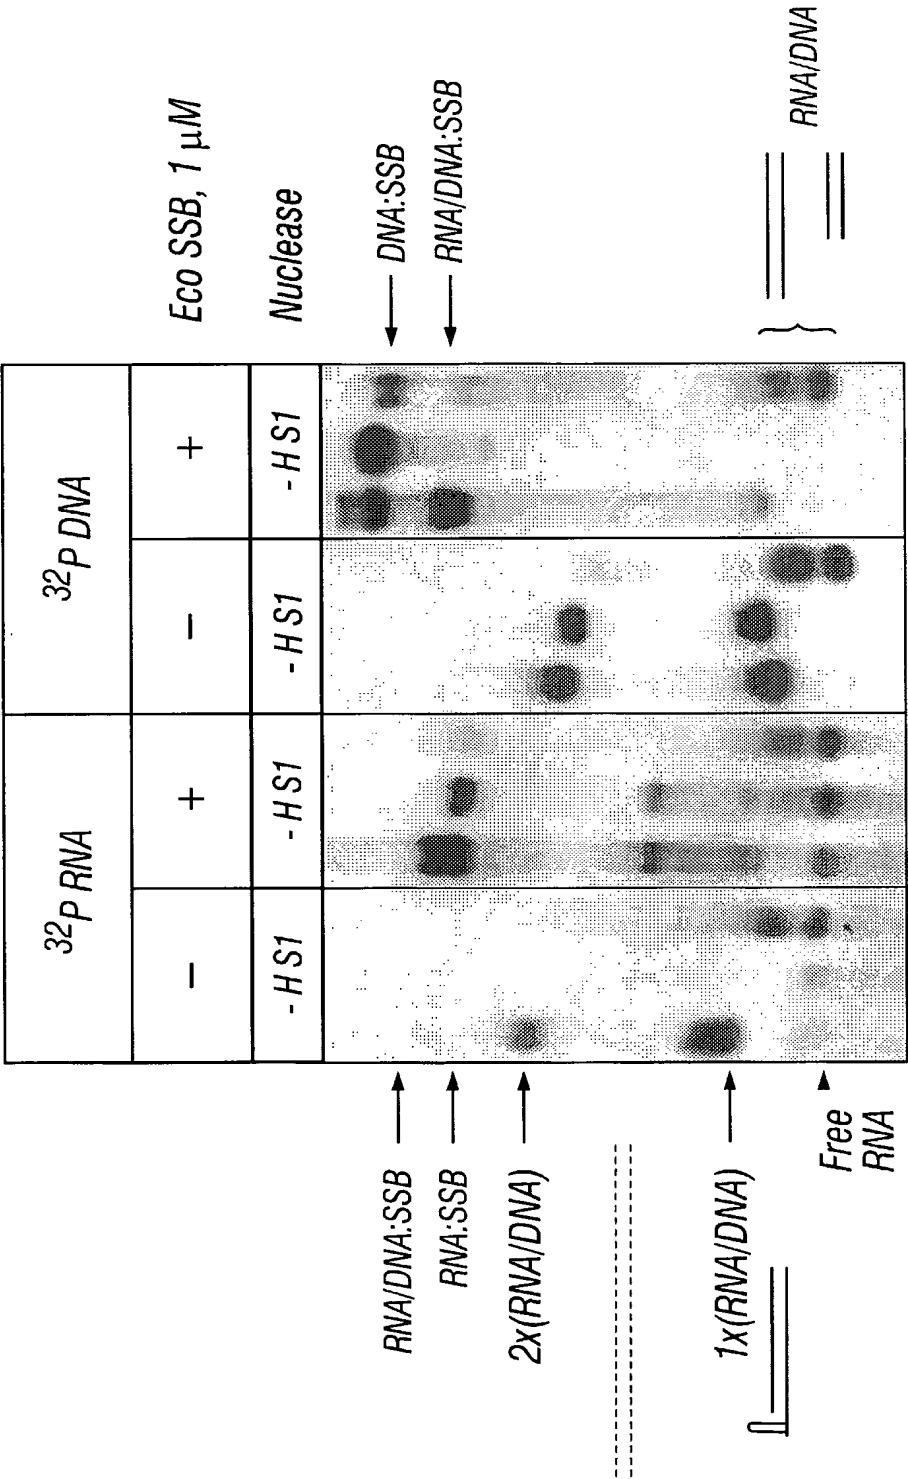 32P RNA
32P DNA
− + − + Eco SSB, 1 μM
-H S1 -H S1 -H S1 -H S1 Nuclease
RNA/DNA:SSB
RNA:SSB
2x(RNA/DNA)
1x(RNA/DNA)
Free
RNA
DNA:SSB
RNA/DNA:SSB
RNA/DNA